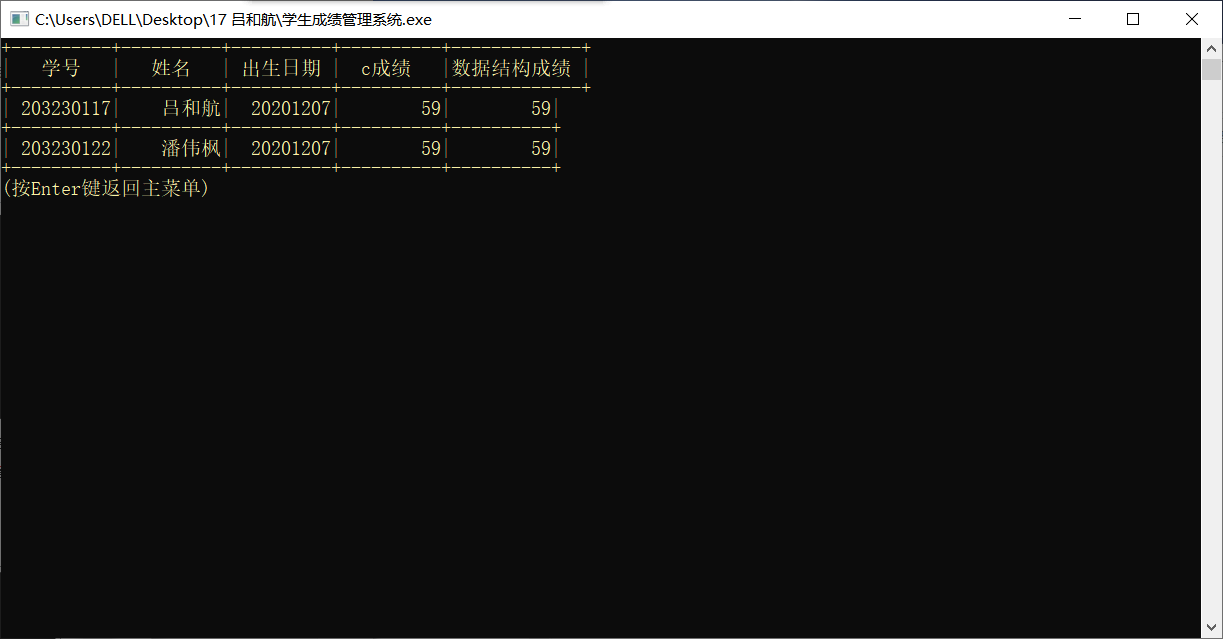 C:\Users\DELL\Desktop\17 吕和航\学生成绩管理系统.exe
+----------+----------+----------+----------+-------------+
|   学号   |   姓名   | 出生日期 |  c成绩   |数据结构成绩 |
+----------+----------+----------+----------+-------------+
| 203230117|    吕和航|  20201207|        59|        59|
+----------+----------+----------+----------+----------+
| 203230122|    潘伟枫|  20201207|        59|        59|
+----------+----------+----------+----------+----------+
(按Enter键返回主菜单)